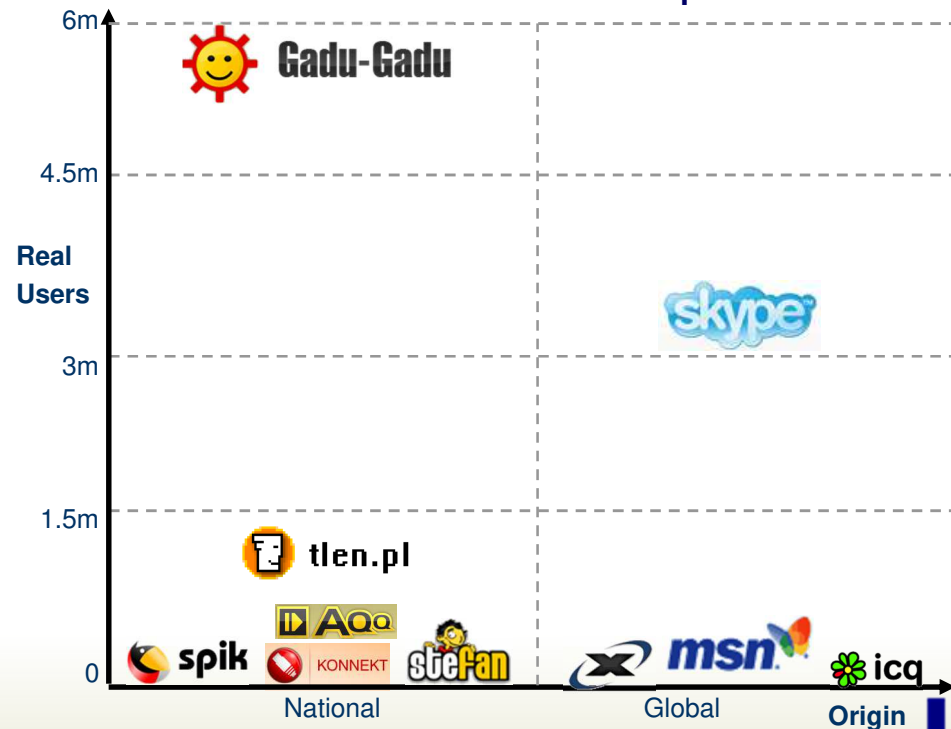 6m
Gadu-Gadu
4.5m
Real
Users
skype™
3m
1.5m
tlen.pl
AQQ
spik
KONNEKT
stefan
X
msn
icq
0
National
Global
Origin